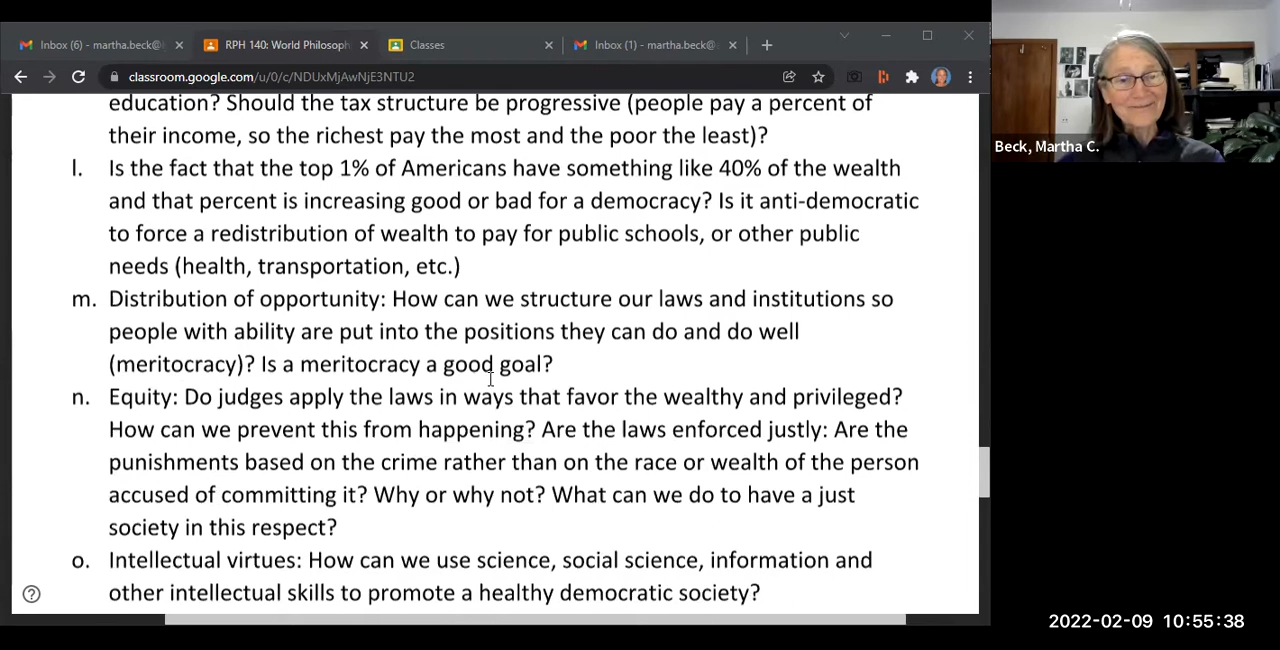 Inbox (6) - martha.beck@
RPH 140: World Philosoph
Classes
Inbox (1) - martha.beck@
classroom.google.com/u/0/c/NDUxMjAwNjE3NTU2
education? Should the tax structure be progressive (people pay a percent of
their income, so the richest pay the most and the poor the least)?
l. Is the fact that the top 1% of Americans have something like 40% of the wealth
and that percent is increasing good or bad for a democracy? Is it anti-democratic
to force a redistribution of wealth to pay for public schools, or other public
needs (health, transportation, etc.)
m. Distribution of opportunity: How can we structure our laws and institutions so
people with ability are put into the positions they can do and do well
(meritocracy)? Is a meritocracy a good goal?
n. Equity: Do judges apply the laws in ways that favor the wealthy and privileged?
How can we prevent this from happening? Are the laws enforced justly: Are the
punishments based on the crime rather than on the race or wealth of the person
accused of committing it? Why or why not? What can we do to have a just
society in this respect?
o. Intellectual virtues: How can we use science, social science, information and
other intellectual skills to promote a healthy democratic society?
Beck, Martha C.
2022-02-09 10:55:38